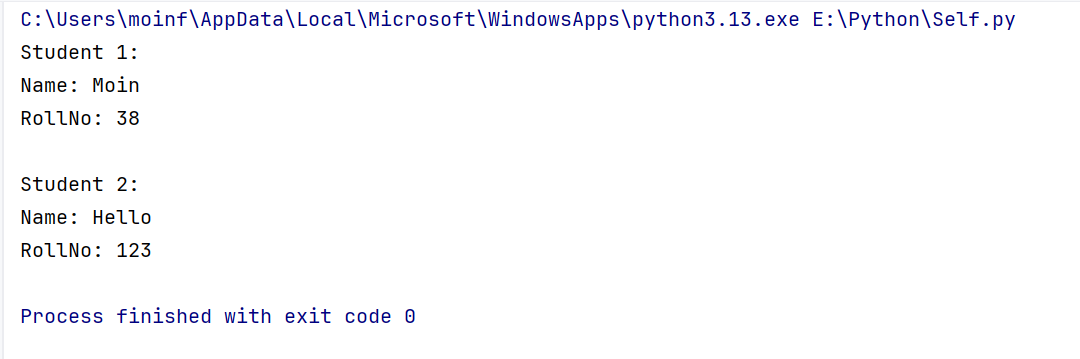 C:\Users\moinf\AppData\Local\Microsoft\WindowsApps\python3.13.exe E:\Python\Self.py
Student 1:
Name: Moin
RollNo: 38
Student 2:
Name: Hello
RollNo: 123
Process finished with exit code 0